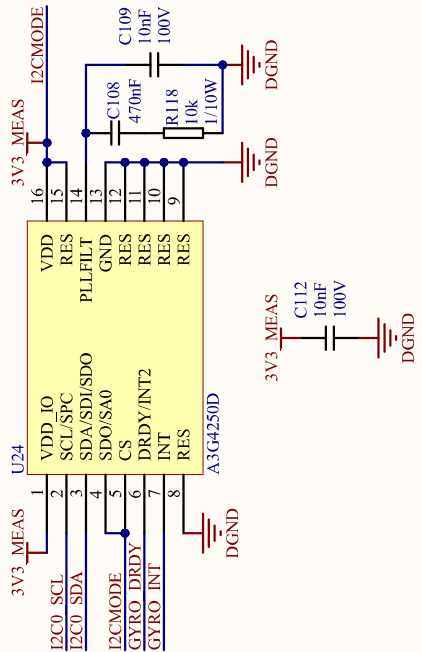 I2CMODE
3V3_MEAS
C109
10nF
100V
C108
470nF
R118
10k
1/10W
DGND
DGND
16
15
14
13
12
11
10
9
VDD
RES
PLLFILT
GND
RES
RES
RES
RES
VDD_IO
SCL/SPC
SDA/SDI/SDO
SDO/SA0
CS
DRDY/INT2
INT
RES
U24
A3G4250D
1
2
3
4
5
6
7
8
3V3_MEAS
I2C0_SCL
I2C0_SDA
I2CMODE
GYRO_DRDY
GYRO_INT
DGND
3V3_MEAS
C112
10nF
100V
DGND